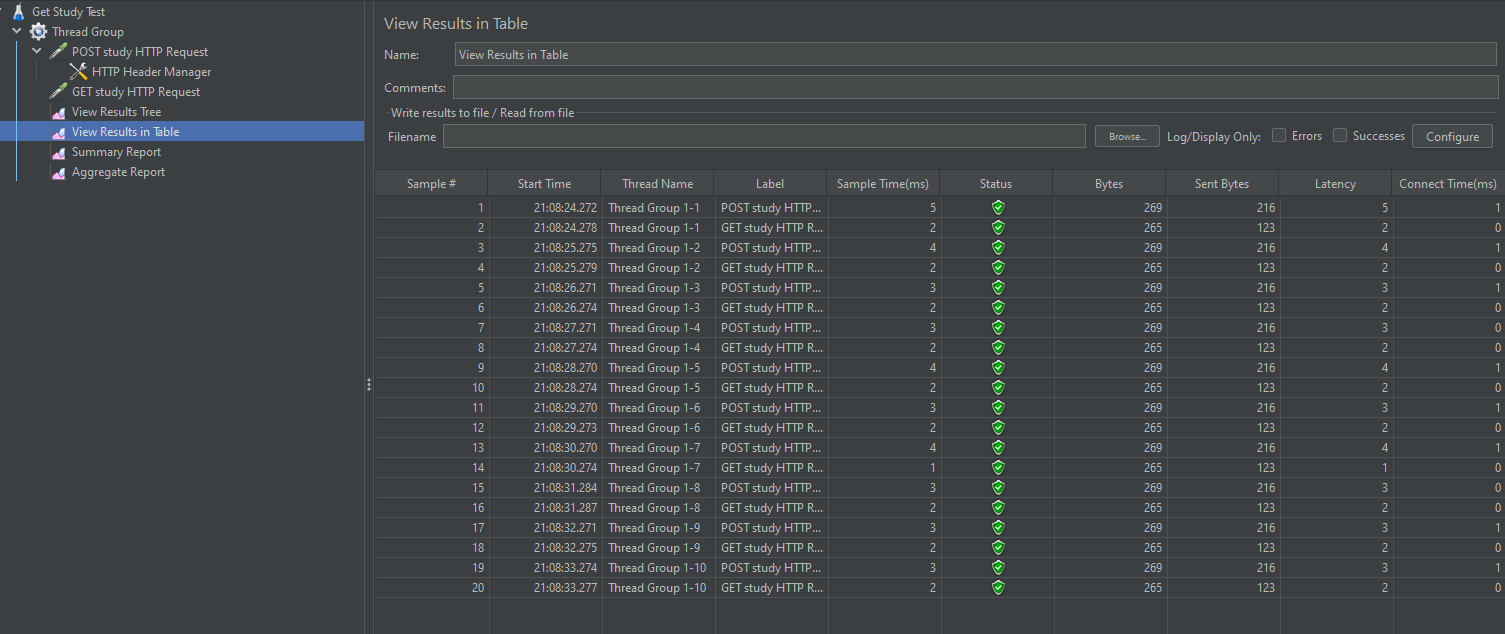 Get Study Test
Thread Group
POST study HTTP Request
HTTP Header Manager
GET study HTTP Request
View Results Tree
View Results in Table
Summary Report
Aggregate Report
View Results in Table
Name: View Results in Table
Comments:
Write results to file / Read from file
Filename Browse... Log/Display Only: Errors Successes Configure
Sample # Start Time Thread Name Label Sample Time(ms) Status Bytes Sent Bytes Latency Connect Time(ms)
1 21:08:24.272 Thread Group 1-1 POST study HTTP... 5 269 216 5 1
2 21:08:24.278 Thread Group 1-1 GET study HTTP R... 2 265 123 2 0
3 21:08:25.275 Thread Group 1-2 POST study HTTP... 4 269 216 4 1
4 21:08:25.279 Thread Group 1-2 GET study HTTP R... 2 265 123 2 0
5 21:08:26.271 Thread Group 1-3 POST study HTTP... 3 269 216 3 1
6 21:08:26.274 Thread Group 1-3 GET study HTTP R... 2 265 123 2 0
7 21:08:27.271 Thread Group 1-4 POST study HTTP... 3 269 216 3 0
8 21:08:27.274 Thread Group 1-4 GET study HTTP R... 2 265 123 2 0
9 21:08:28.270 Thread Group 1-5 POST study HTTP... 4 269 216 4 1
10 21:08:28.274 Thread Group 1-5 GET study HTTP R... 2 265 123 2 0
11 21:08:29.270 Thread Group 1-6 POST study HTTP... 3 269 216 3 1
12 21:08:29.273 Thread Group 1-6 GET study HTTP R... 2 265 123 2 0
13 21:08:30.270 Thread Group 1-7 POST study HTTP... 4 269 216 4 1
14 21:08:30.274 Thread Group 1-7 GET study HTTP R... 1 265 123 1 0
15 21:08:31.284 Thread Group 1-8 POST study HTTP... 3 269 216 3 0
16 21:08:31.287 Thread Group 1-8 GET study HTTP R... 2 265 123 2 0
17 21:08:32.271 Thread Group 1-9 POST study HTTP... 3 269 216 3 1
18 21:08:32.275 Thread Group 1-9 GET study HTTP R... 2 265 123 2 0
19 21:08:33.274 Thread Group 1-10 POST study HTTP... 3 269 216 3 1
20 21:08:33.277 Thread Group 1-10 GET study HTTP R... 2 265 123 2 0